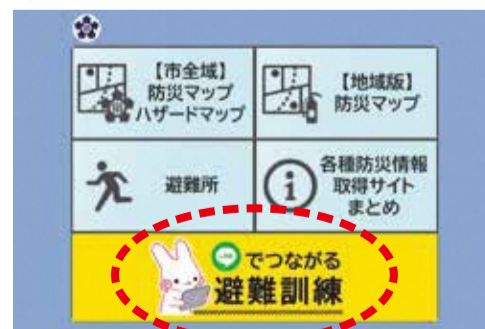 【市全域】
防災マップ
ハザードマップ
【地域版】
防災マップ
避難所
各種防災情報
取得サイト
まとめ
LINE
でつながる
避難訓練